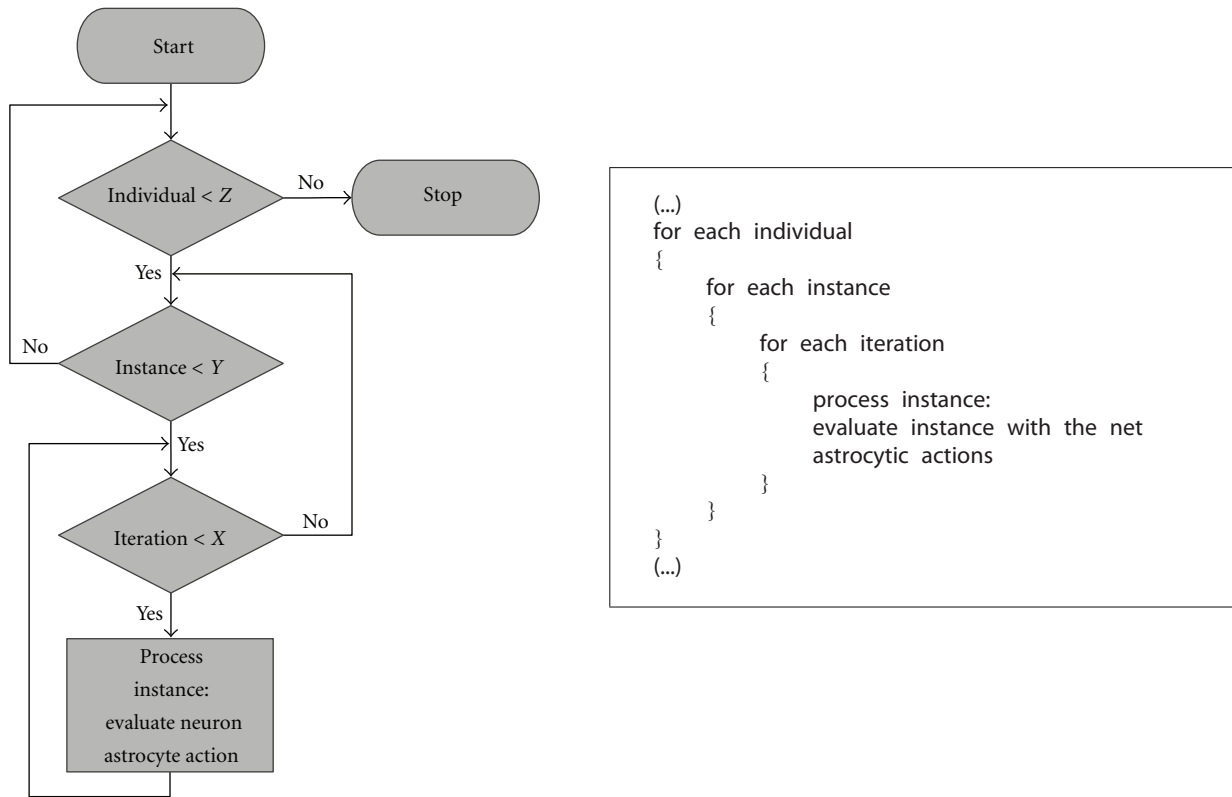 Start
Individual < Z
No
Stop
Yes
No
Instance < Y
Yes
Iteration < X
No
Yes
Process
instance:
evaluate neuron
astrocyte action
(...)
for each individual
{
for each instance
{
for each iteration
{
process instance:
evaluate instance with the net
astrocytic actions
}
}
}
(...)